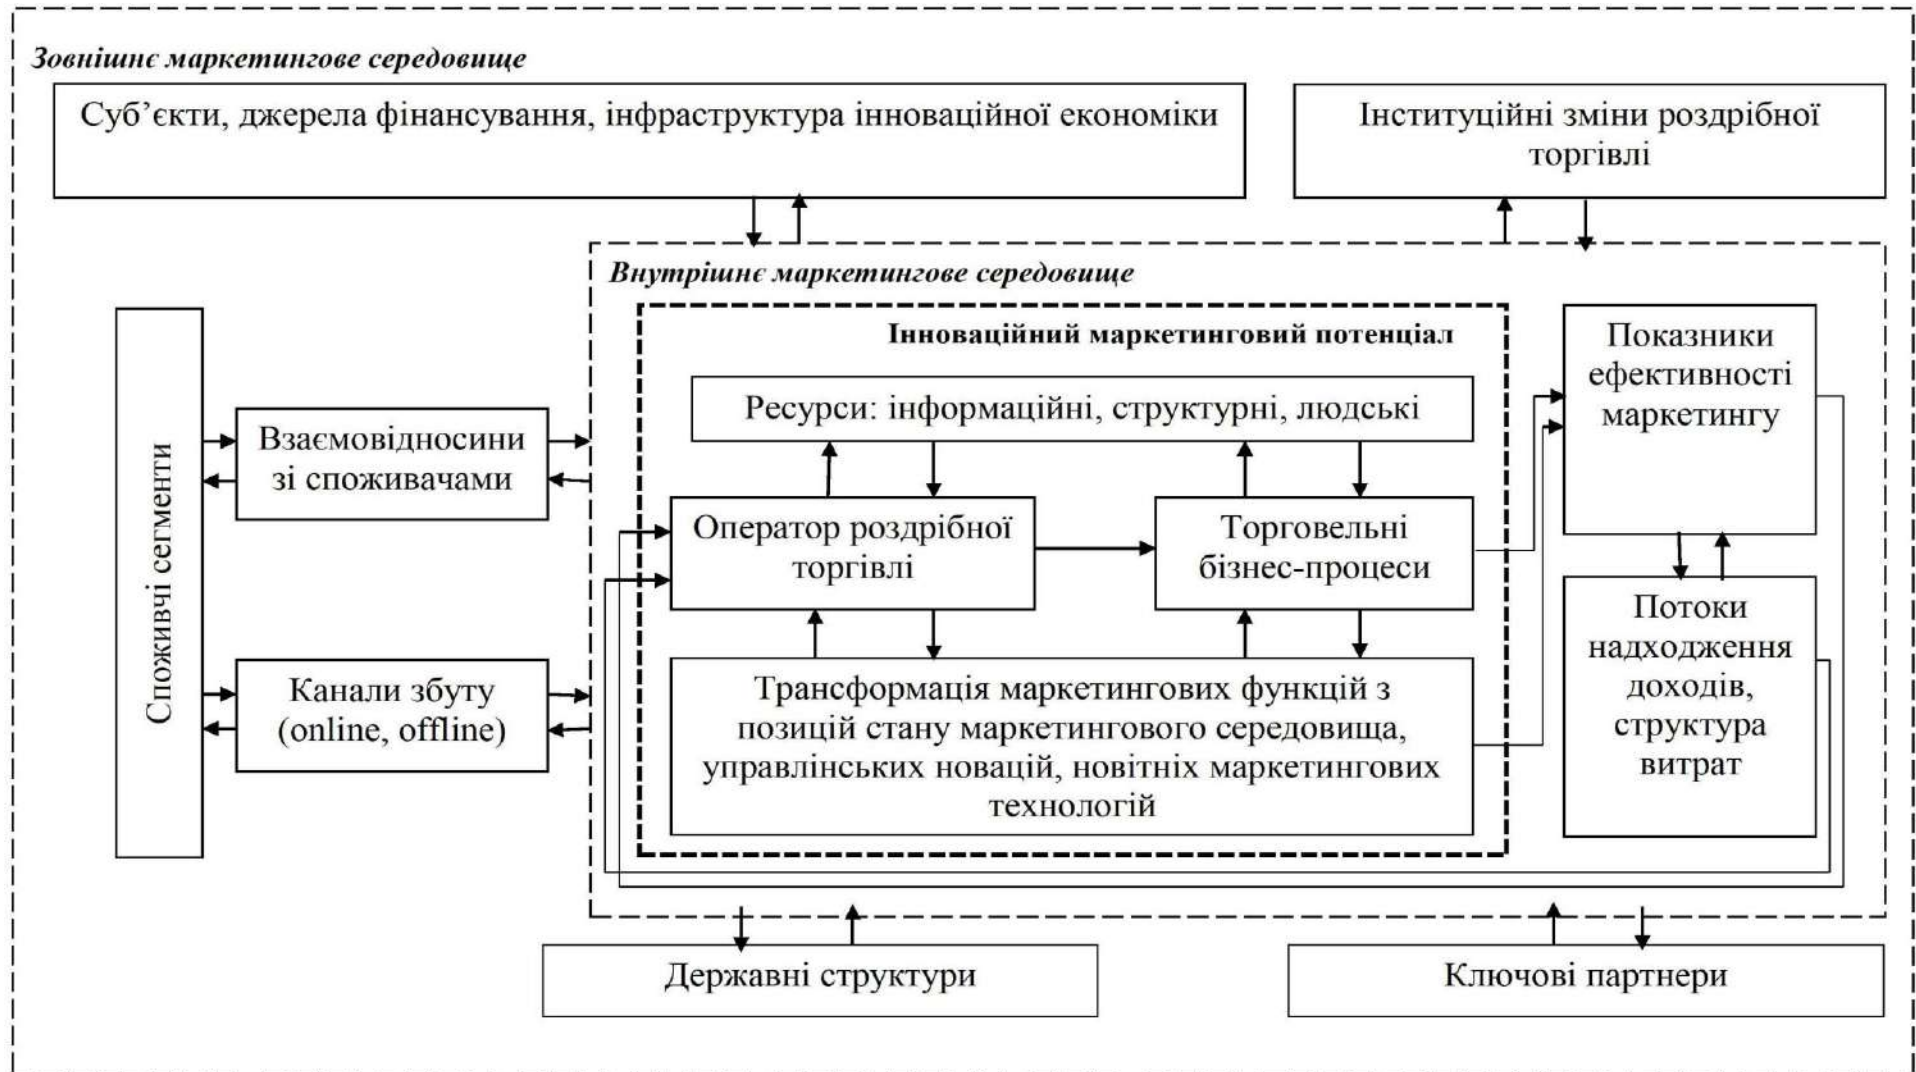 Зовнішнє маркетингове середовище
Суб’єкти, джерела фінансування, інфраструктура інноваційної економіки
Інституційні зміни роздрібної
торгівлі
Внутрішнє маркетингове середовище
Інноваційний маркетинговий потенціал
Ресурси: інформаційні, структурні, людські
Показники
ефективності
маркетингу
Споживчі сегменти
Взаємовідносини
зі споживачами
Оператор роздрібної
торгівлі
Торговельні
бізнес-процеси
Канали збуту
(online, offline)
Трансформація маркетингових функцій з
позицій стану маркетингового середовища,
управлінських новацій, новітніх маркетингових
технологій
Потоки
надходження
доходів,
структура
витрат
Державні структури
Ключові партнери